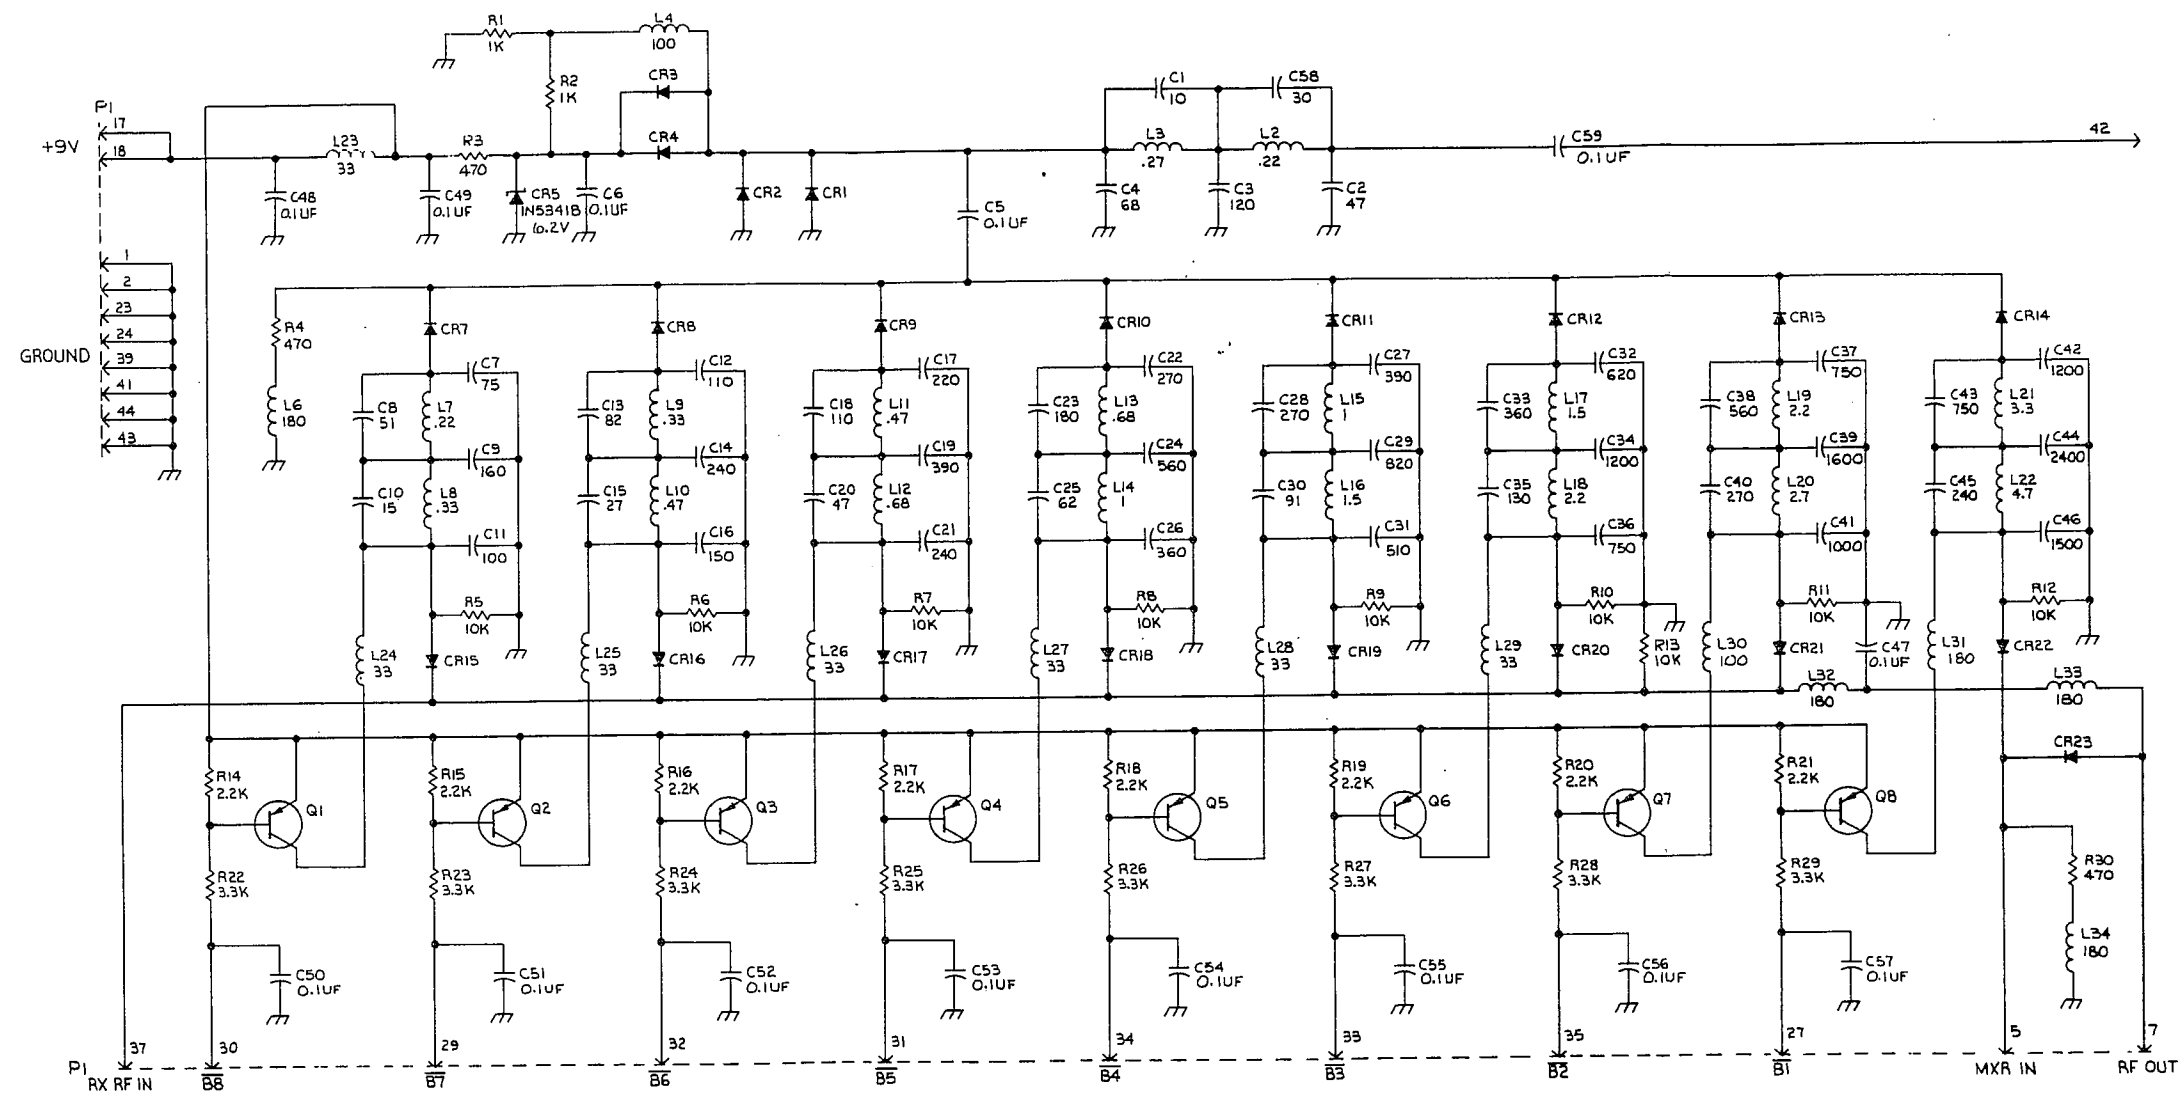 R1
1K
L4
100
R2
1K
CR3
CR4
C1
10
C58
30
P1
17
+9V
18
L23
33
R3
470
L3
.27
L2
.22
C59
0.1UF
42
C48
0.1UF
C49
0.1UF
CR5
1N5341B
6.2V
C6
0.1UF
CR2
CR1
C5
0.1UF
C4
68
C3
120
C2
47
1
2
23
24
GROUND
39
41
44
43
R4
470
L6
180
CR7
CR8
CR9
CR10
CR11
CR12
CR13
CR14
C7
75
C8
51
L7
.22
C9
160
C10
15
L8
.33
C11
100
R5
10K
L24
33
CR15
C12
110
C13
82
L9
.33
C14
240
C15
27
L10
.47
C16
150
R6
10K
L25
33
CR16
C17
220
C18
110
L11
.47
C19
390
C20
47
L12
.68
C21
240
R7
10K
L26
33
CR17
C22
270
C23
180
L13
.68
C24
560
C25
62
L14
1
C26
360
R8
10K
L27
33
CR18
C27
390
C28
270
L15
1
C29
820
C30
91
L16
1.5
C31
510
R9
10K
L28
33
CR19
C32
620
C33
360
L17
1.5
C34
1200
C35
130
L18
2.2
C36
750
R10
10K
L29
33
CR20
R13
10K
C37
750
C38
560
L19
2.2
C39
1600
C40
270
L20
2.7
C41
1000
R11
10K
L30
100
CR21
C47
0.1UF
L32
180
C42
1200
C43
750
L21
3.3
C44
2400
C45
240
L22
4.7
C46
1500
R12
10K
L31
180
CR22
L33
180
CR23
R14
2.2K
Q1
R15
2.2K
Q2
R16
2.2K
Q3
R17
2.2K
Q4
R18
2.2K
Q5
R19
2.2K
Q6
R20
2.2K
Q7
R21
2.2K
Q8
R22
3.3K
R23
3.3K
R24
3.3K
R25
3.3K
R26
3.3K
R27
3.3K
R28
3.3K
R29
3.3K
R30
470
L34
180
C50
0.1UF
C51
0.1UF
C52
0.1UF
C53
0.1UF
C54
0.1UF
C55
0.1UF
C56
0.1UF
C57
0.1UF
37
30
29
32
31
34
33
35
27
5
7
P1
RX RF IN
B8
B7
B6
B5
B4
B3
B2
B1
MXR IN
RF OUT